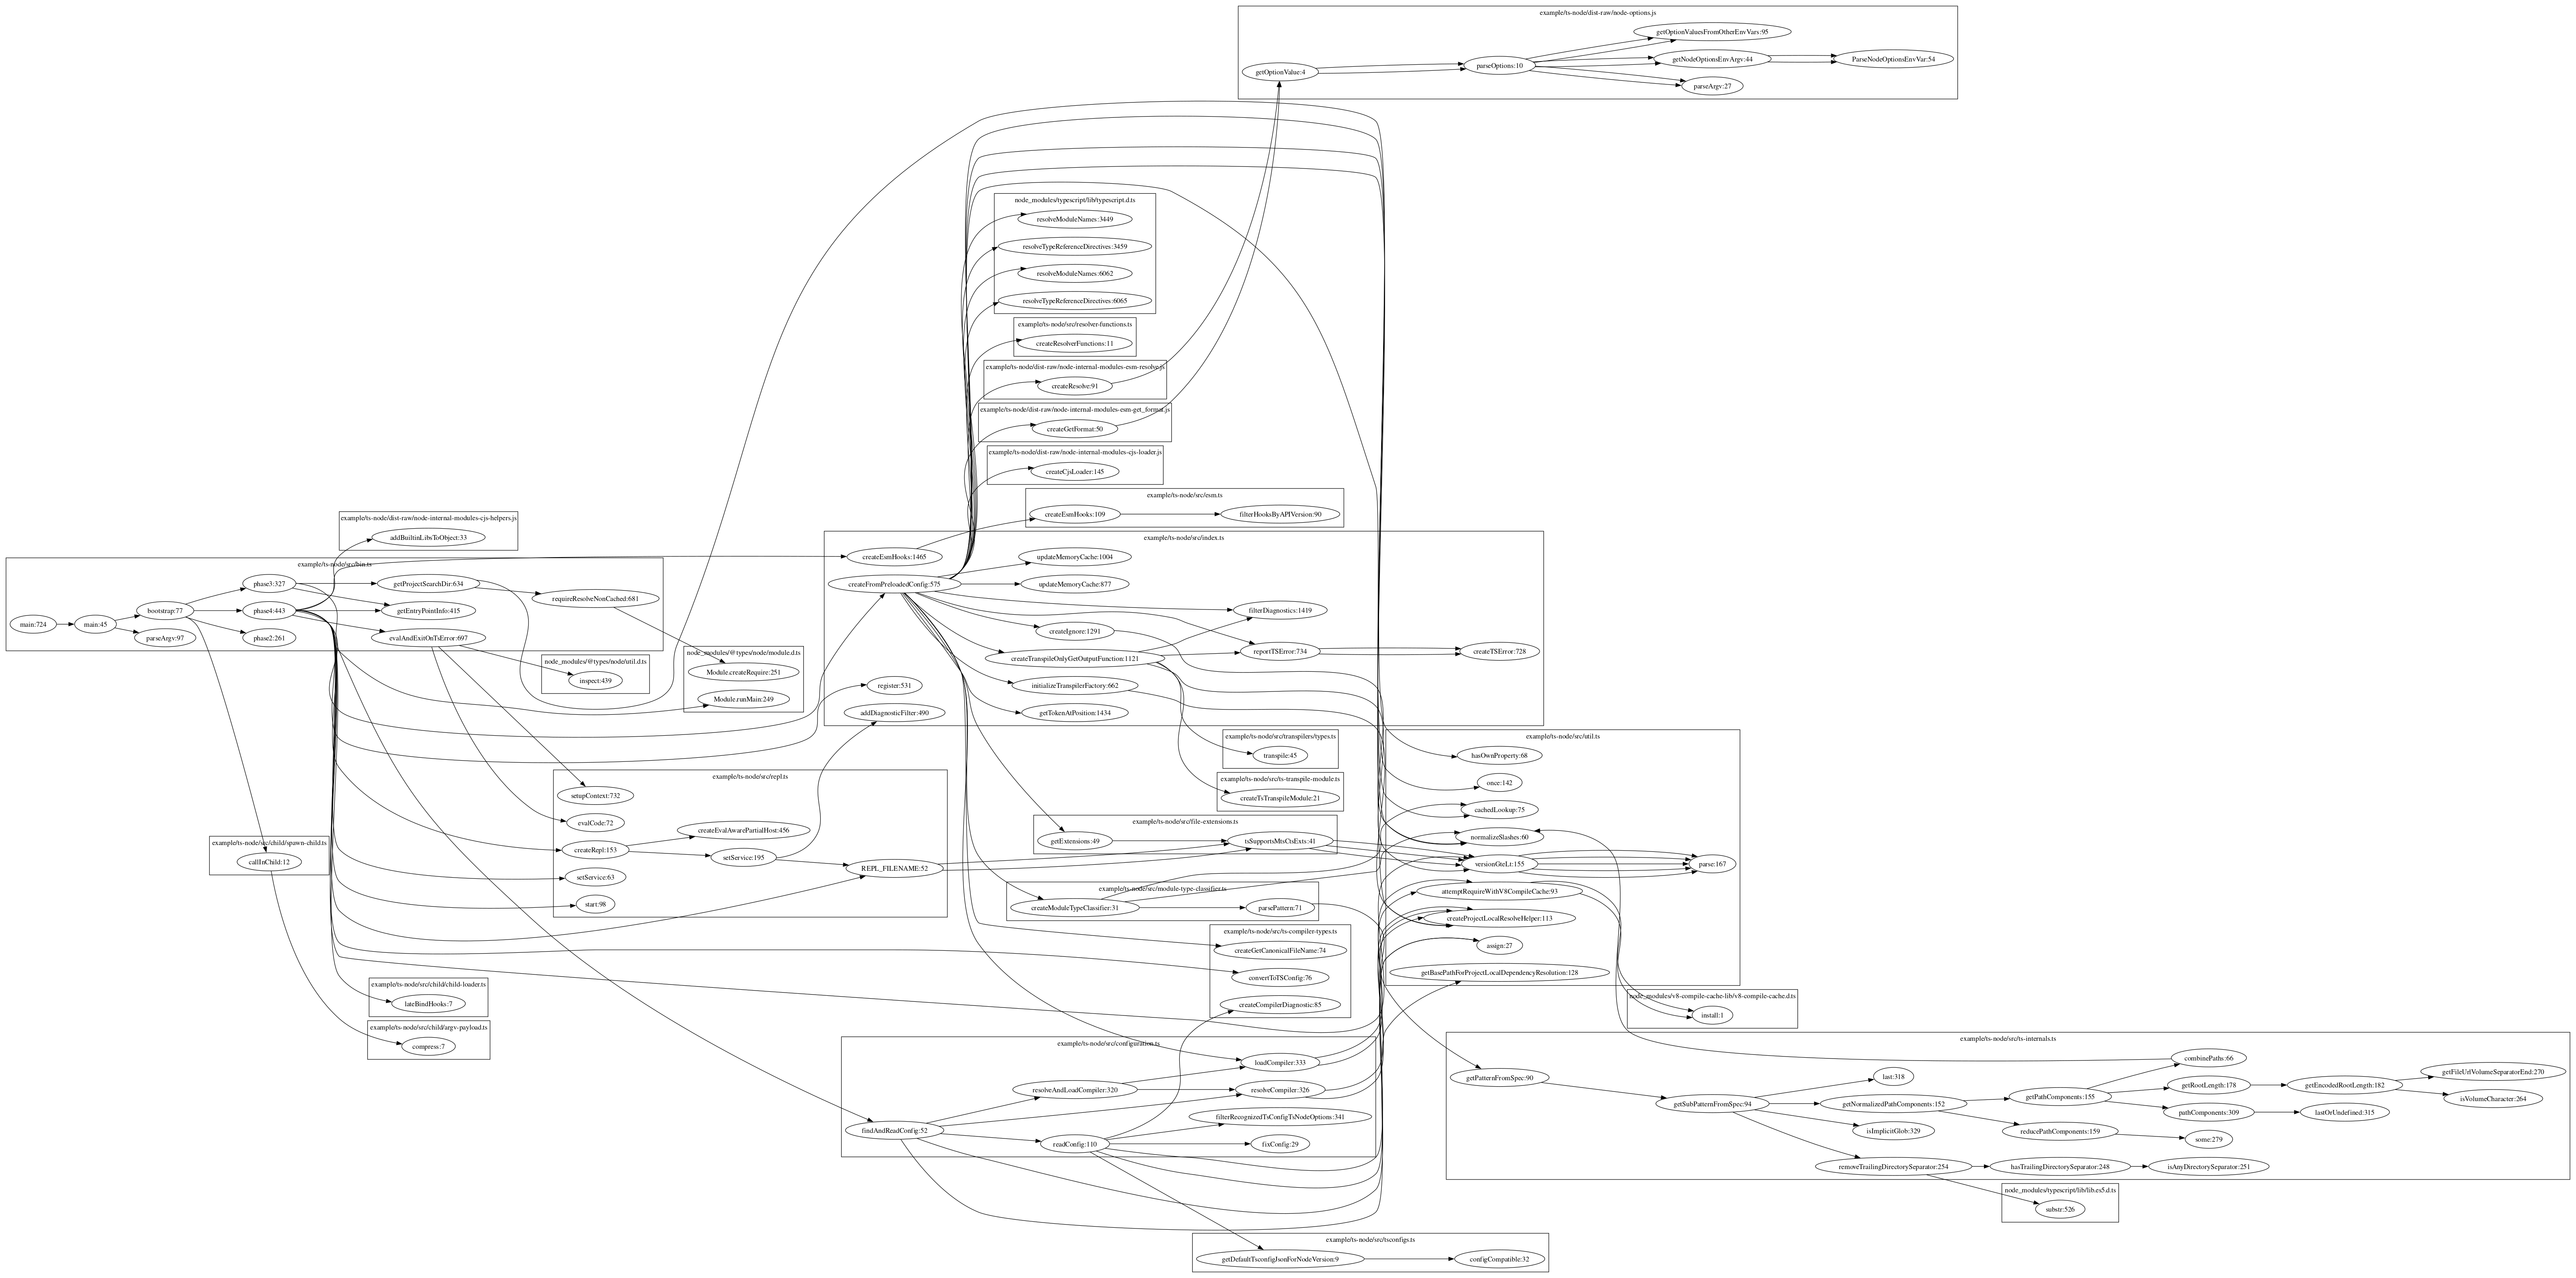 example/ts-node/dist-raw/node-options.js
getOptionValuesFromOtherEnvVars:95
getOptionValue:4
parseOptions:10
getNodeOptionsEnvArgv:44
ParseNodeOptionsEnvVar:54
parseArgv:27
node_modules/typescript/lib/typescript.d.ts
resolveModuleNames:3449
resolveTypeReferenceDirectives:3459
resolveModuleNames:6062
resolveTypeReferenceDirectives:6065
example/ts-node/src/resolver-functions.ts
createResolverFunctions:11
example/ts-node/dist-raw/node-internal-modules-esm-resolve.js
createResolve:91
example/ts-node/dist-raw/node-internal-modules-esm-get_format.js
createGetFormat:50
example/ts-node/dist-raw/node-internal-modules-cjs-loader.js
createCjsLoader:145
example/ts-node/src/esm.ts
createEsmHooks:109
filterHooksByAPIVersion:90
example/ts-node/dist-raw/node-internal-modules-cjs-helpers.js
addBuiltinLibsToObject:33
example/ts-node/src/bin.ts
phase3:327
getProjectSearchDir:634
requireResolveNonCached:681
main:724
main:45
bootstrap:77
phase4:443
getEntryPointInfo:415
parseArgv:97
phase2:261
evalAndExitOnTsError:697
node_modules/@types/node/util.d.ts
inspect:439
node_modules/@types/node/module.d.ts
Module.createRequire:251
Module.runMain:249
example/ts-node/src/index.ts
createEsmHooks:1465
updateMemoryCache:1004
createFromPreloadedConfig:575
updateMemoryCache:877
filterDiagnostics:1419
createIgnore:1291
reportTSError:734
createTSError:728
createTranspileOnlyGetOutputFunction:1121
register:531
initializeTranspilerFactory:662
addDiagnosticFilter:490
getTokenAtPosition:1434
example/ts-node/src/transpilers/types.ts
transpile:45
example/ts-node/src/ts-transpile-module.ts
createTsTranspileModule:21
example/ts-node/src/util.ts
hasOwnProperty:68
once:142
cachedLookup:75
normalizeSlashes:60
versionGteLt:155
parse:167
attemptRequireWithV8CompileCache:93
createProjectLocalResolveHelper:113
assign:27
getBasePathForProjectLocalDependencyResolution:128
example/ts-node/src/repl.ts
setupContext:732
evalCode:72
createEvalAwarePartialHost:456
createRepl:153
setService:195
REPL_FILENAME:52
setService:63
start:98
example/ts-node/src/file-extensions.ts
getExtensions:49
tsSupportsMtsCtsExts:41
example/ts-node/src/child/spawn-child.ts
callInChild:12
example/ts-node/src/module-type-classifier.ts
createModuleTypeClassifier:31
parsePattern:71
example/ts-node/src/ts-compiler-types.ts
createGetCanonicalFileName:74
convertToTSConfig:76
createCompilerDiagnostic:85
example/ts-node/src/child/child-loader.ts
lateBindHooks:7
example/ts-node/src/child/argv-payload.ts
compress:7
node_modules/v8-compile-cache-lib/v8-compile-cache.d.ts
install:1
example/ts-node/src/configuration.ts
loadCompiler:333
resolveAndLoadCompiler:320
resolveCompiler:326
filterRecognizedTsConfigTsNodeOptions:341
findAndReadConfig:52
readConfig:110
fixConfig:29
example/ts-node/src/ts-internals.ts
combinePaths:66
getPatternFromSpec:90
last:318
getRootLength:178
getEncodedRootLength:182
getFileUrlVolumeSeparatorEnd:270
getSubPatternFromSpec:94
getNormalizedPathComponents:152
getPathComponents:155
isVolumeCharacter:264
pathComponents:309
lastOrUndefined:315
isImplicitGlob:329
reducePathComponents:159
some:279
removeTrailingDirectorySeparator:254
hasTrailingDirectorySeparator:248
isAnyDirectorySeparator:251
node_modules/typescript/lib/lib.es5.d.ts
substr:526
example/ts-node/src/tsconfigs.ts
getDefaultTsconfigJsonForNodeVersion:9
configCompatible:32